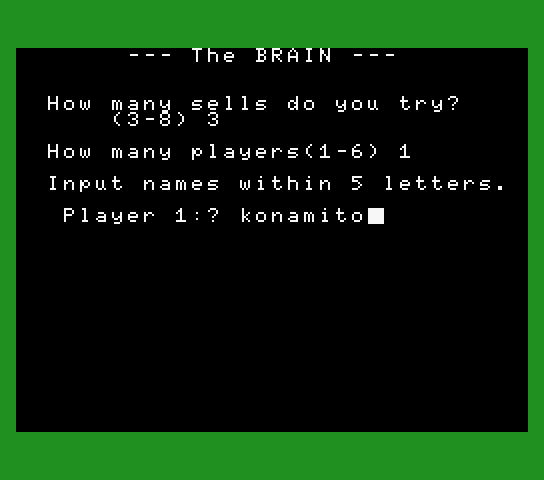 --- The BRAIN ---
How many sells do you try?
(3-8) 3
How many players(1-6) 1
Input names within 5 letters.
Player 1:? konamito